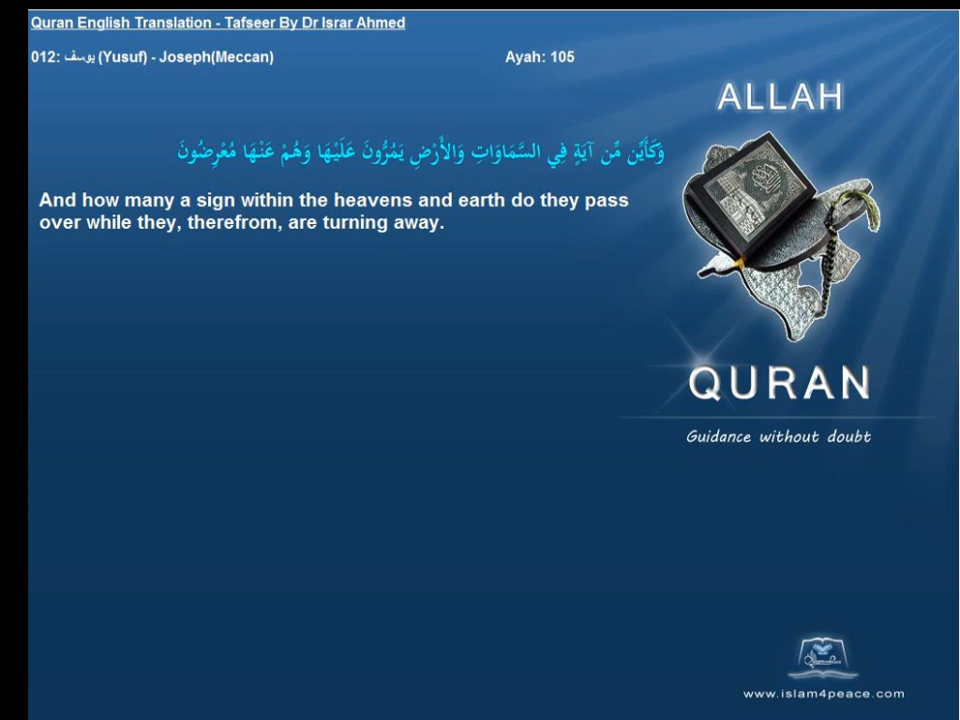 Quran English Translation - Tafseer By Dr Israr Ahmed
012: يوسف (Yusuf) - Joseph(Meccan) Ayah: 105
ALLAH
وَكَأَيِّن مِّن آيَةٍ فِي السَّمَاوَاتِ وَالأَرْضِ يَمُرُّونَ عَلَيْهَا وَهُمْ عَنْهَا مُعْرِضُونَ
And how many a sign within the heavens and earth do they pass
over while they, therefrom, are turning away.
QURAN
Guidance without doubt
www.islam4peace.com